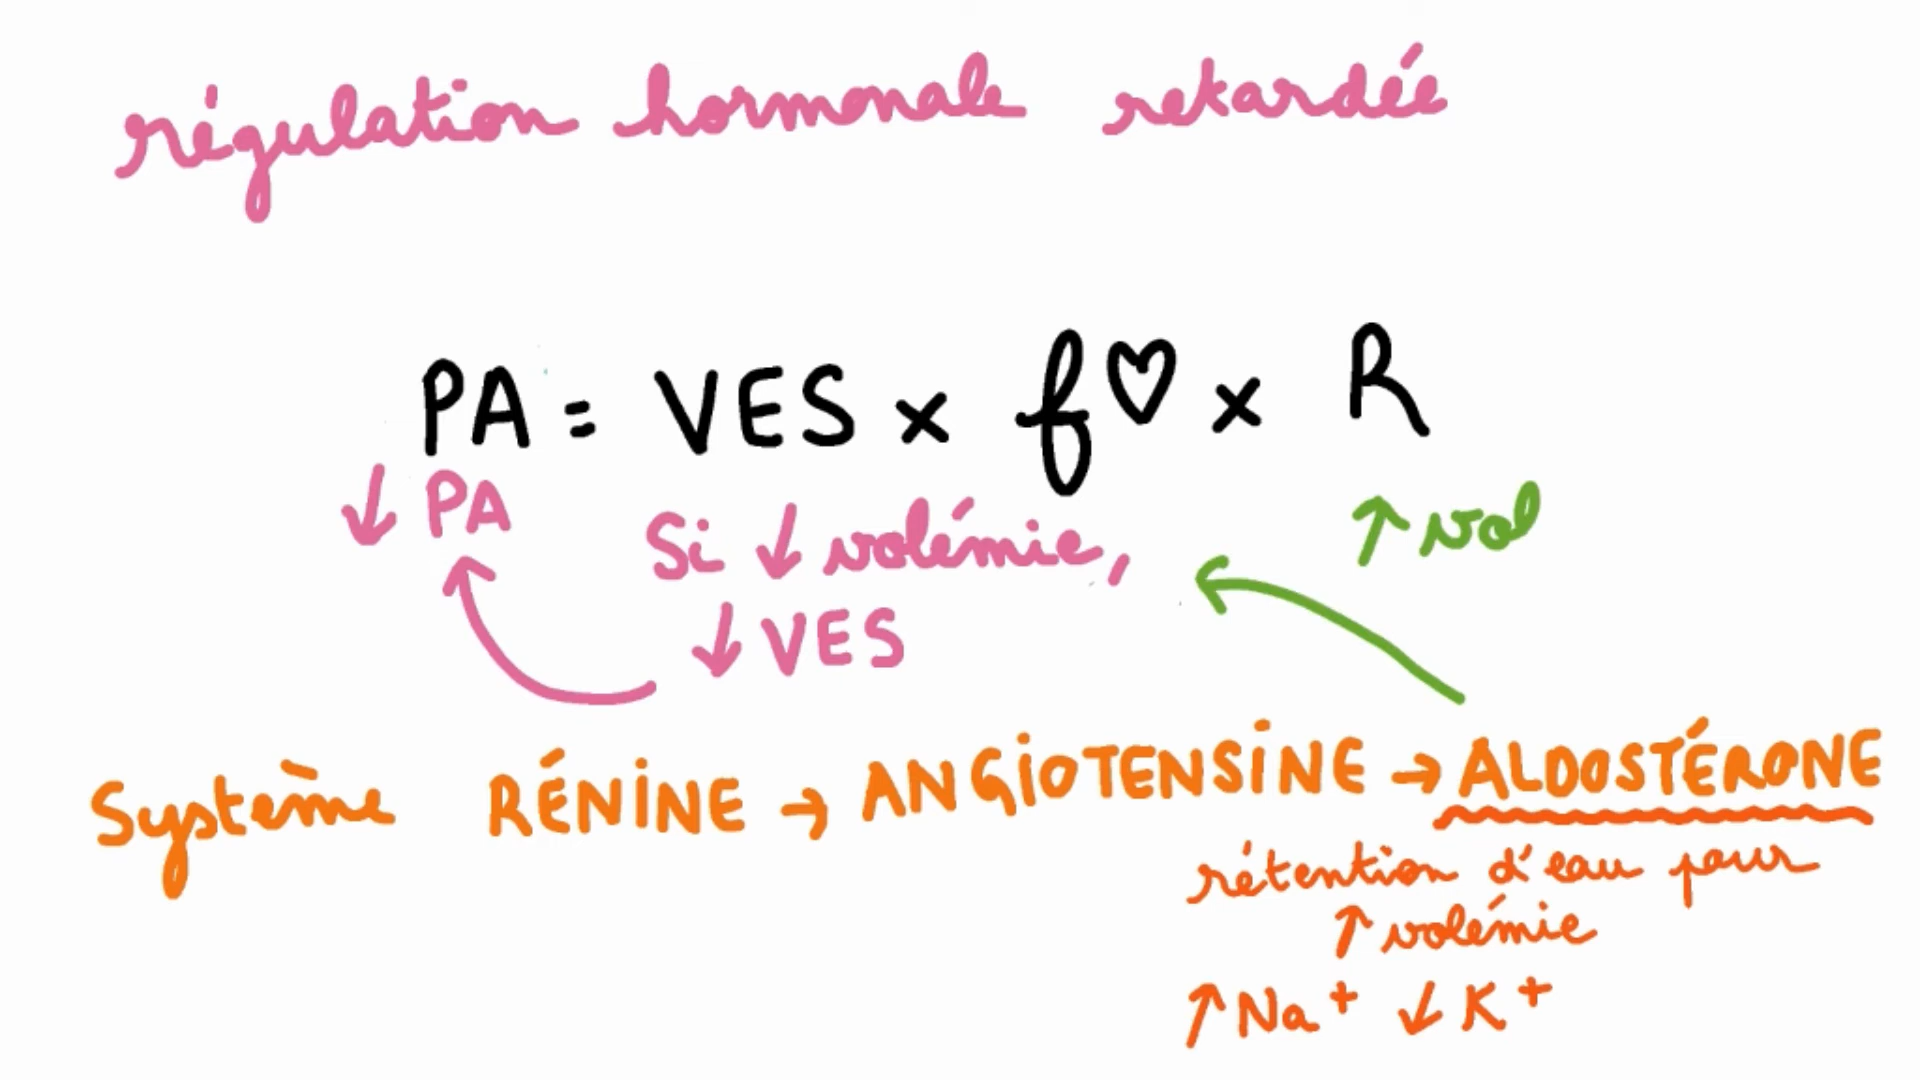 régulation hormonale retardée
PA = VES x f♡ x R
↓ PA
Si ↓ volémie,
↓ VES
↑ vol
Système RÉNINE → ANGIOTENSINE → ALDOSTÉRONE
rétention d'eau pour
↑ volémie
↑ Na+ ↓ K+